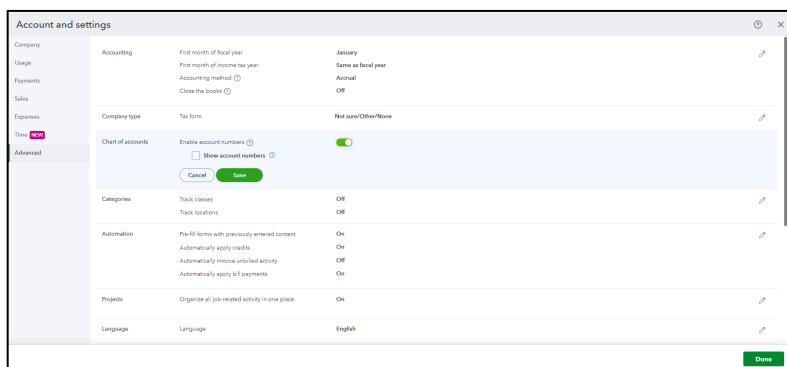 Account and settings
Company
Usage
Payments
Sales
Expenses
Time NEW
Advanced
Accounting
First month of fiscal year January
First month of income tax year Same as fiscal year
Accounting method Accrual
Close the books Off
Company type Tax form Not sure/Other/None
Chart of accounts Enable account numbers
Show account numbers
Cancel Save
Categories Track classes Off
Track locations Off
Automation Pre-fill forms with previously entered content On
Automatically apply credits On
Automatically invoice unbilled activity Off
Automatically apply bill payments On
Projects Organize all job-related activity in one place On
Language Language English
Done